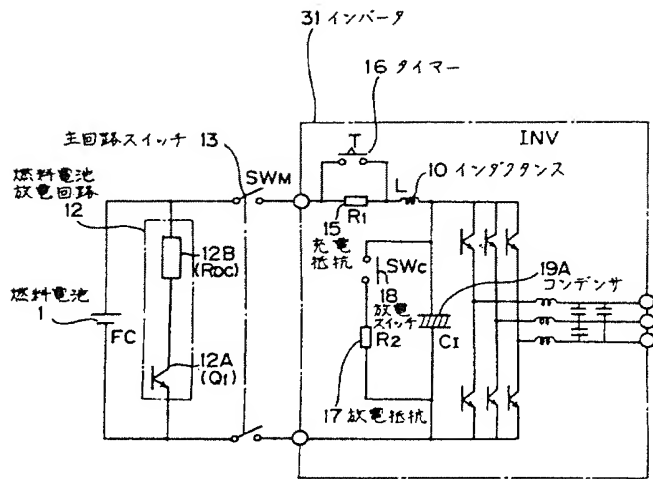 31 インバータ
16 タイマー
INV
主回路スイッチ 13
T
10 インダクタンス
燃料電池
放電回路
12
SWM
L
R1
15
充電
抵抗
12B
(RDC)
SWC
18
放電
スイッチ
19A
コンデンサ
燃料電池
1
FC
R2
CI
12A
(Q1)
17 放電抵抗